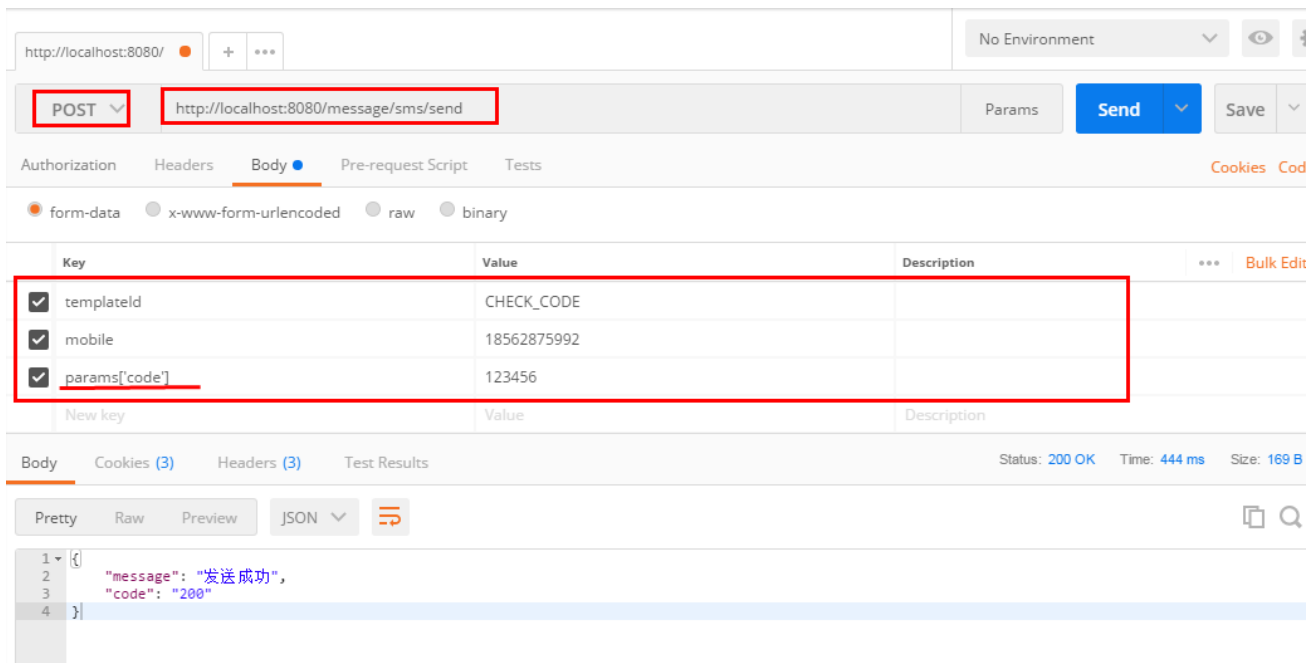 http://localhost:8080/ + ••• No Environment
POST http://localhost:8080/message/sms/send Params Send Save
Authorization Headers Body Pre-request Script Tests Cookies Cod
form-data x-www-form-urlencoded raw binary
Key Value Description ••• Bulk Edit
templateId CHECK_CODE
mobile 18562875992
params['code'] 123456
New key Value Description
Body Cookies (3) Headers (3) Test Results Status: 200 OK Time: 444 ms Size: 169 B
Pretty Raw Preview JSON
1 {
2 "message": "发送成功",
3 "code": "200"
4 }